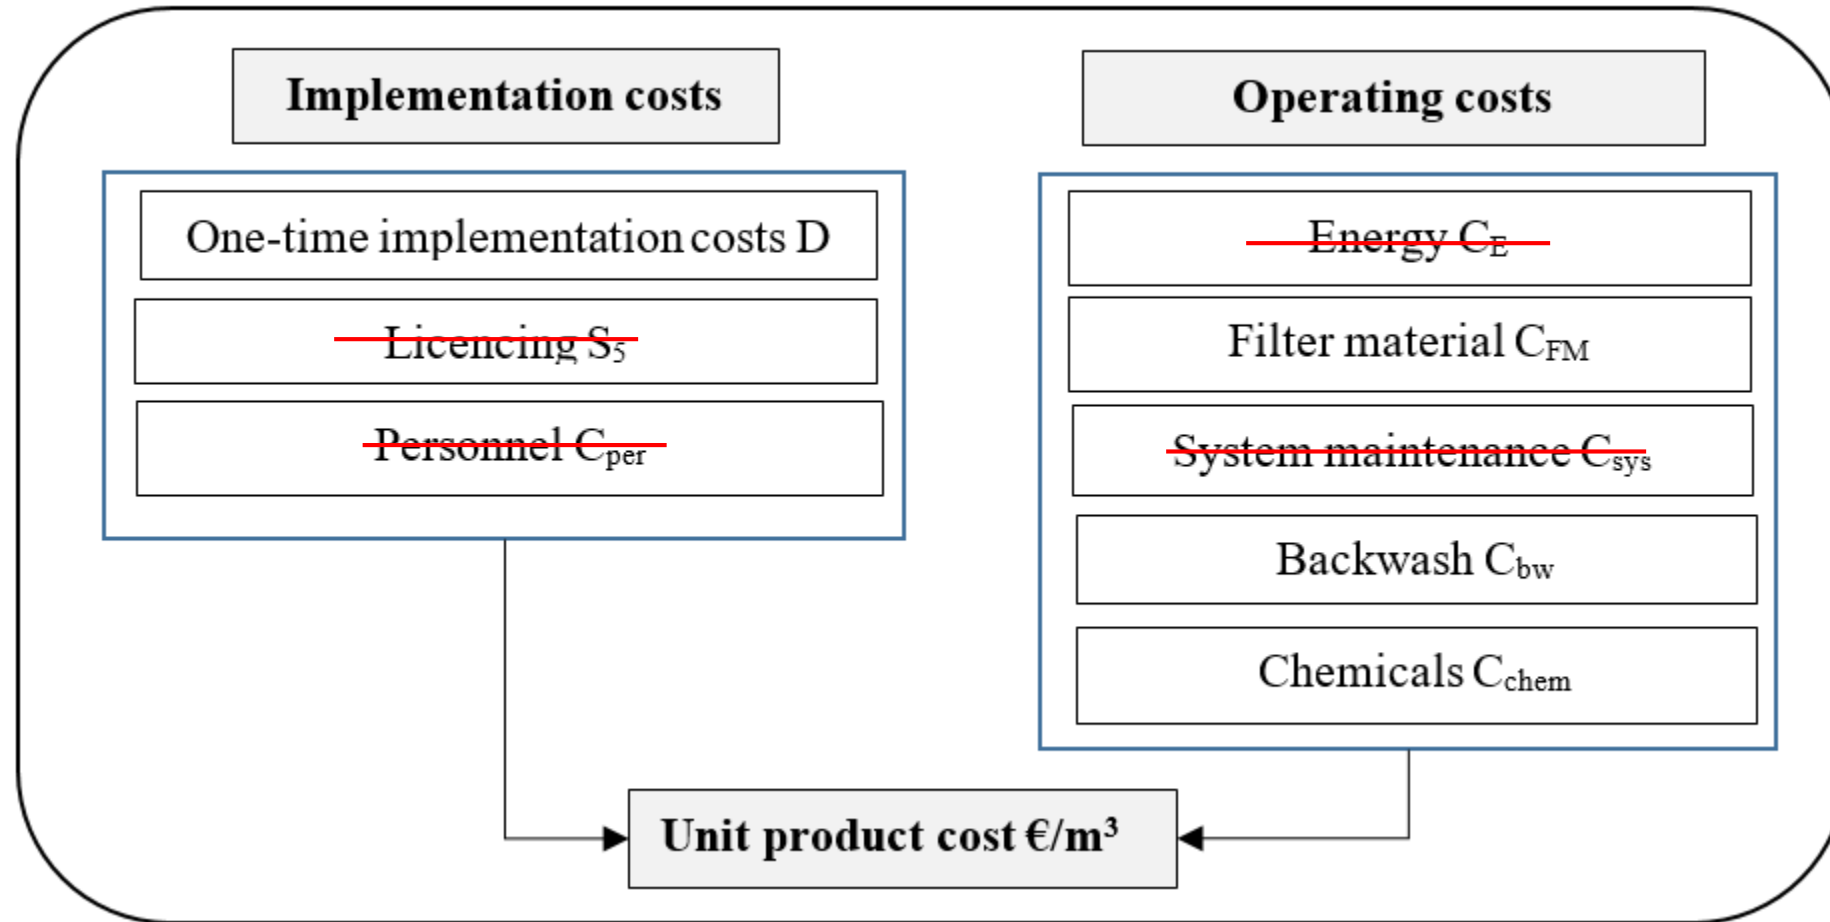 Implementation costs
One-time implementation costs D
Licencing S₅
Personnel Cper
Operating costs
Energy CE
Filter material CFM
System maintenance Csys
Backwash Cbw
Chemicals Cchem
Unit product cost €/m³